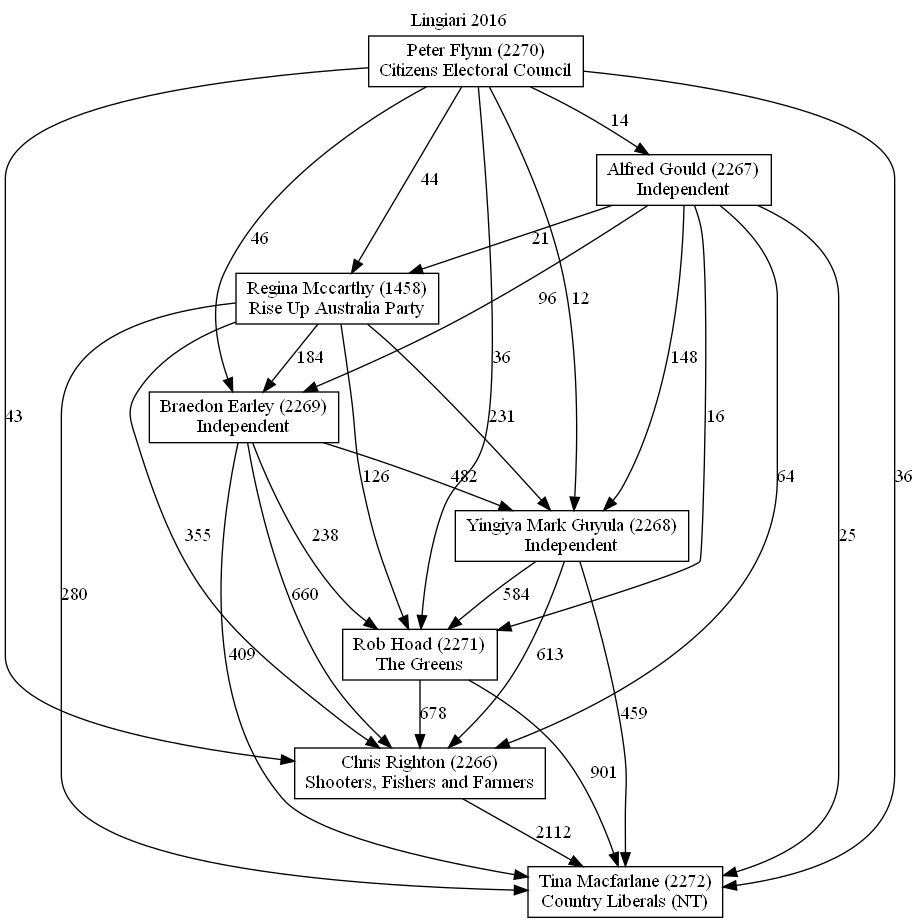 Lingiari 2016
Peter Flynn (2270)
Citizens Electoral Council
14
Alfred Gould (2267)
Independent
44
46
21
Regina Mccarthy (1458)
Rise Up Australia Party
96
12
184
36
148
Braedon Earley (2269)
Independent
43
231
16
126
482
64
36
Yingiya Mark Guyula (2268)
Independent
355
238
25
280
660
584
Rob Hoad (2271)
The Greens
409
613
678
459
Chris Righton (2266)
Shooters, Fishers and Farmers
901
2112
Tina Macfarlane (2272)
Country Liberals (NT)